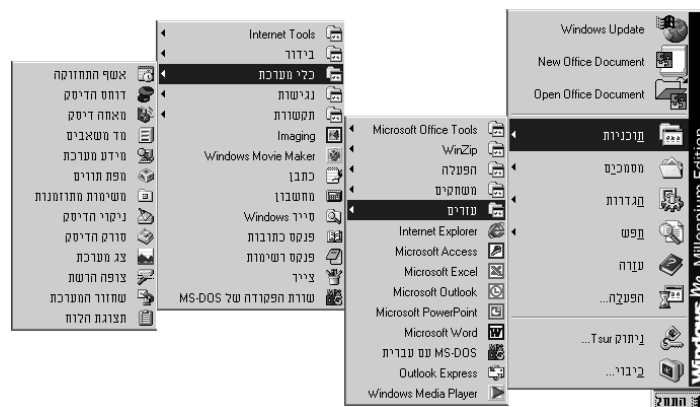 Windows Update
New Office Document
Open Office Document
תוכניות
מסמכים
הגדרות
חפש
עזרה
הפעלה...
ניתוק Tsur...
כיבוי...
Windows Me Millennium Edition
התחל
Microsoft Office Tools
WinZip
הפעלה
משחקים
עזרים
Internet Explorer
Microsoft Access
Microsoft Excel
Microsoft Outlook
Microsoft PowerPoint
Microsoft Word
MS-DOS עם עברית
Outlook Express
Windows Media Player
Internet Tools
בידור
כלי מערכת
נגישות
תקשורת
Imaging
Windows Movie Maker
כתבן
מחשבון
סייר Windows
פנקס כתובות
פנקס רשימות
צייר
שורת הפקודה של MS-DOS
אשף התחזוקה
דוחס הדיסק
מאחה דיסק
מד משאבים
מידע מערכת
מפת תווים
משימות מתוזמנות
ניקוי הדיסק
סורק הדיסק
צג מערכת
צופה הרשת
שחזור המערכת
תצוגת הלוח